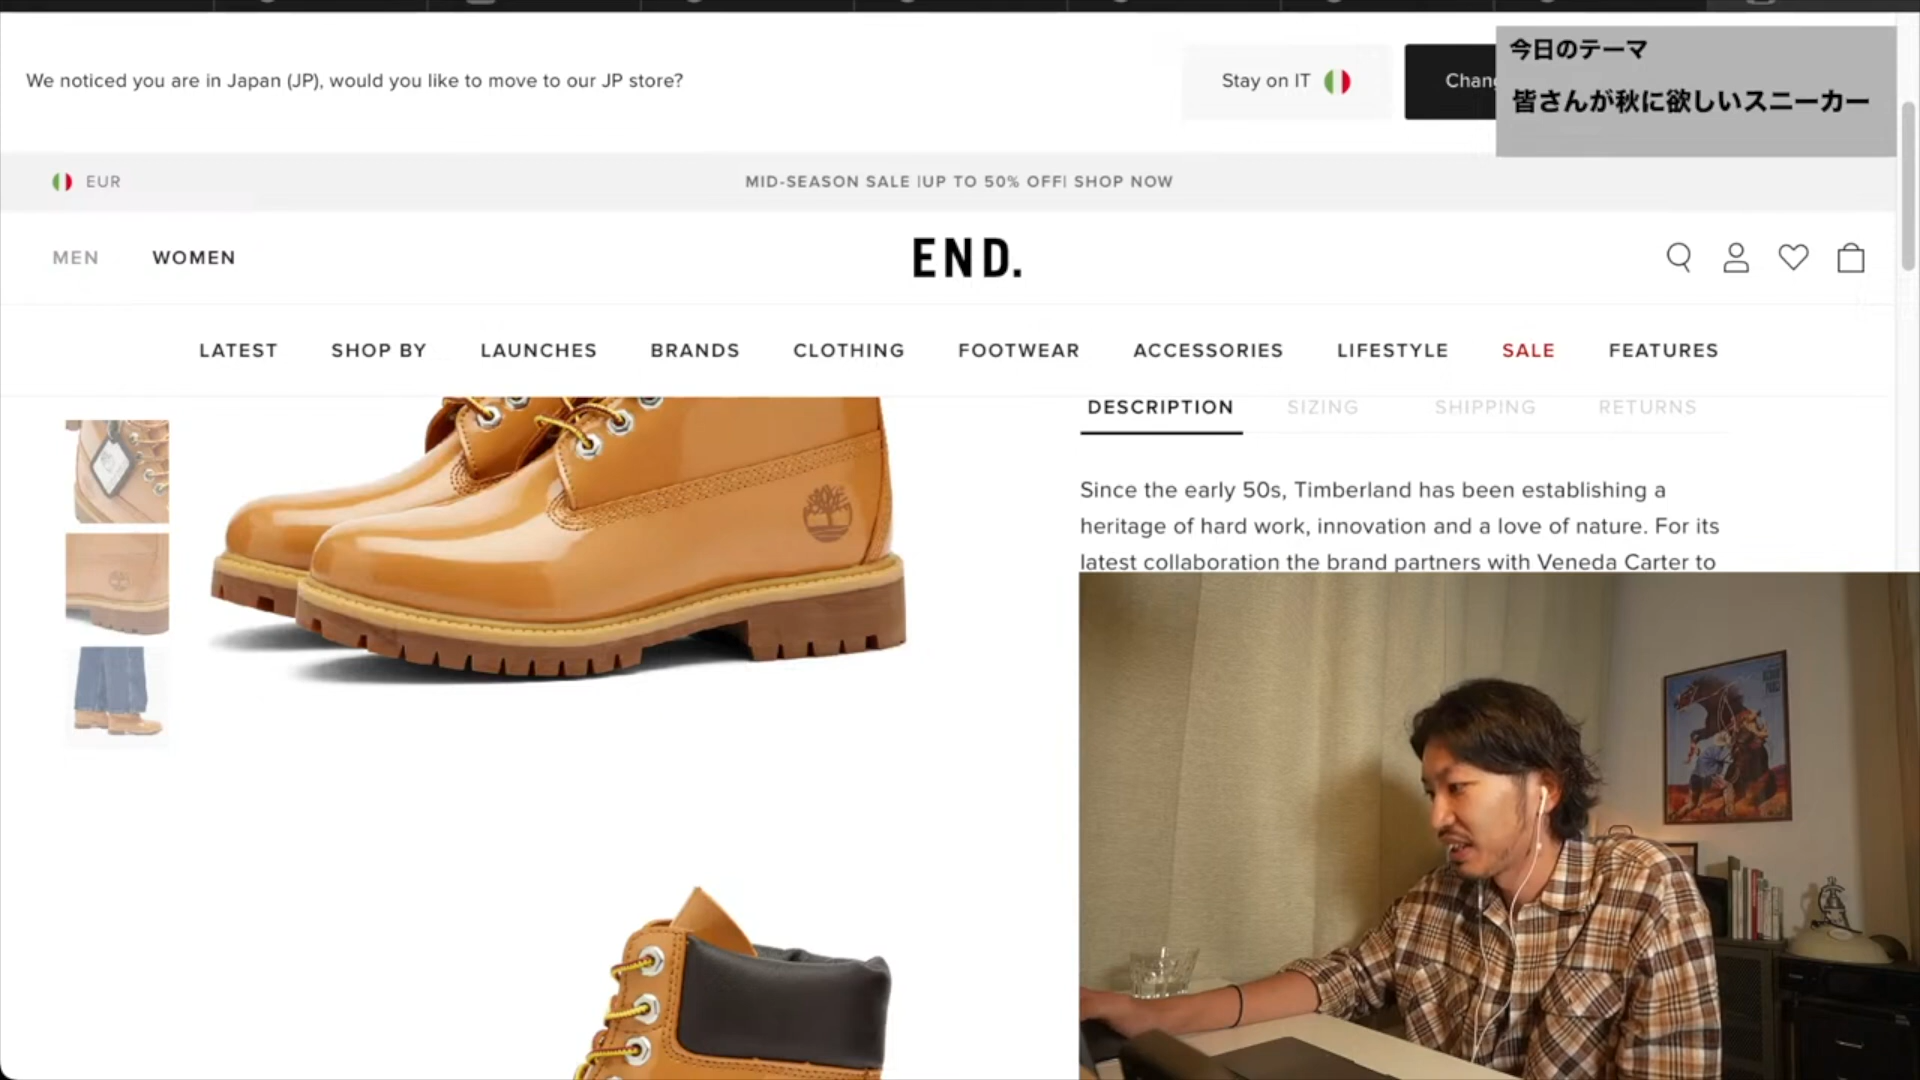 We noticed you are in Japan (JP), would you like to move to our JP store?
Stay on IT
Chang
今日のテーマ
皆さんが秋に欲しいスニーカー
EUR
MID-SEASON SALE |UP TO 50% OFF| SHOP NOW
MEN
WOMEN
END.
LATEST
SHOP BY
LAUNCHES
BRANDS
CLOTHING
FOOTWEAR
ACCESSORIES
LIFESTYLE
SALE
FEATURES
DESCRIPTION
SIZING
SHIPPING
RETURNS
Since the early 50s, Timberland has been establishing a
heritage of hard work, innovation and a love of nature. For its
latest collaboration the brand partners with Veneda Carter to